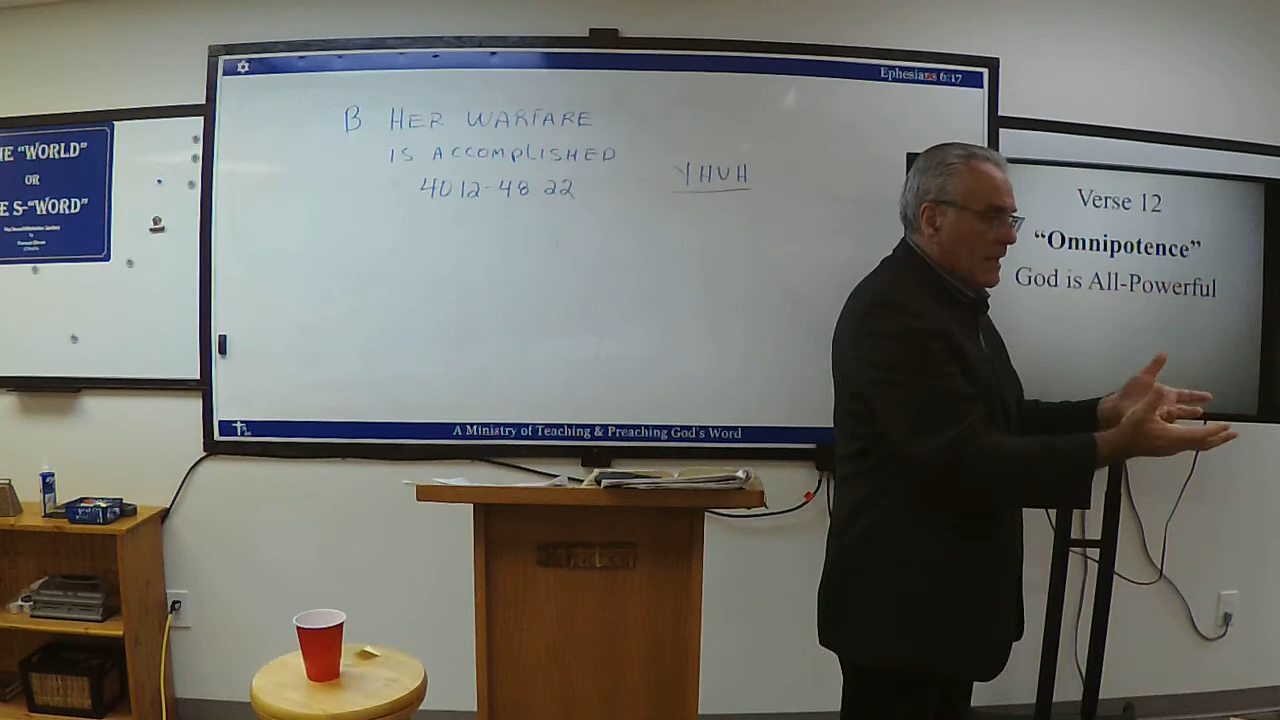 HE "WORLD"
OR
E S-"WORD"
Ephesians 6:17
B HER WARFARE
IS ACCOMPLISHED
40 12-48 22
YHVH
A Ministry of Teaching & Preaching God's Word
Verse 12
“Omnipotence”
God is All-Powerful